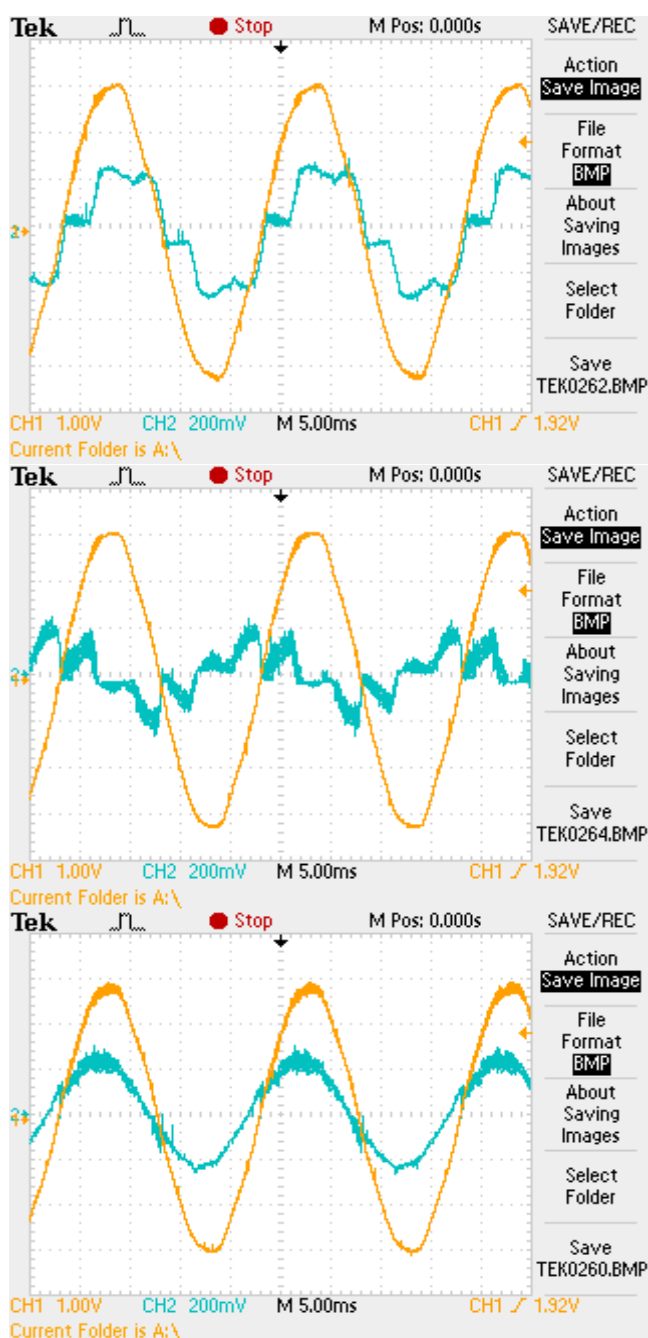 Tek Stop M Pos: 0.000s SAVE/REC
Action
Save Image
File
Format
BMP
About
Saving
Images
2
Select
Folder
Save
TEK0262.BMP
CH1 1.00V CH2 200mV M 5.00ms CH1 1.92V
Current Folder is A:\
Tek Stop M Pos: 0.000s SAVE/REC
Action
Save Image
File
Format
BMP
About
Saving
Images
Select
Folder
Save
TEK0264.BMP
CH1 1.00V CH2 200mV M 5.00ms CH1 1.92V
Current Folder is A:\
Tek Stop M Pos: 0.000s SAVE/REC
Action
Save Image
File
Format
BMP
About
Saving
Images
Select
Folder
Save
TEK0260.BMP
CH1 1.00V CH2 200mV M 5.00ms CH1 1.92V
Current Folder is A:\